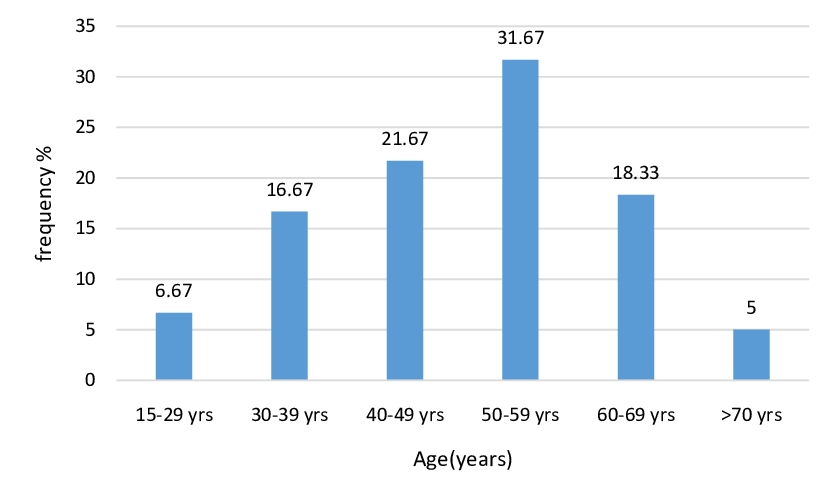 35
30
25
20
15
10
5
0
frequency %
6.67
16.67
21.67
31.67
18.33
5
15-29 yrs
30-39 yrs
40-49 yrs
50-59 yrs
60-69 yrs
>70 yrs
Age(years)